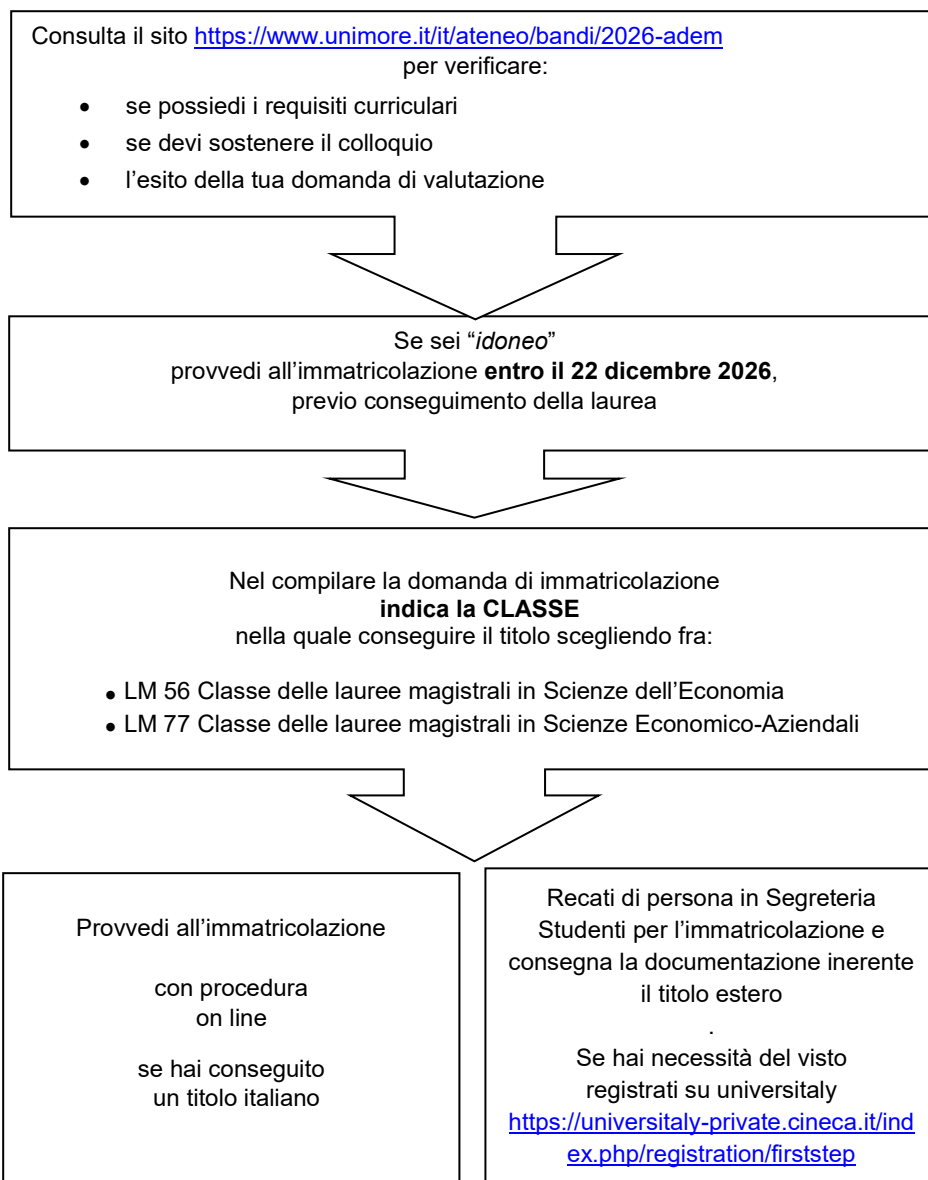 Consulta il sito https://www.unimore.it/it/ateneo/bandi/2026-adem
per verificare:
• se possiedi i requisiti curriculari
• se devi sostenere il colloquio
• l’esito della tua domanda di valutazione
Se sei “idoneo”
provvedi all’immatricolazione entro il 22 dicembre 2026,
previo conseguimento della laurea
Nel compilare la domanda di immatricolazione
indica la CLASSE
nella quale conseguire il titolo scegliendo fra:
• LM 56 Classe delle lauree magistrali in Scienze dell’Economia
• LM 77 Classe delle lauree magistrali in Scienze Economico-Aziendali
Provvedi all’immatricolazione
con procedura
on line
se hai conseguito
un titolo italiano
Recati di persona in Segreteria
Studenti per l’immatricolazione e
consegna la documentazione inerente
il titolo estero
.
Se hai necessità del visto
registrati su universitaly
https://universitaly-private.cineca.it/ind
ex.php/registration/firststep